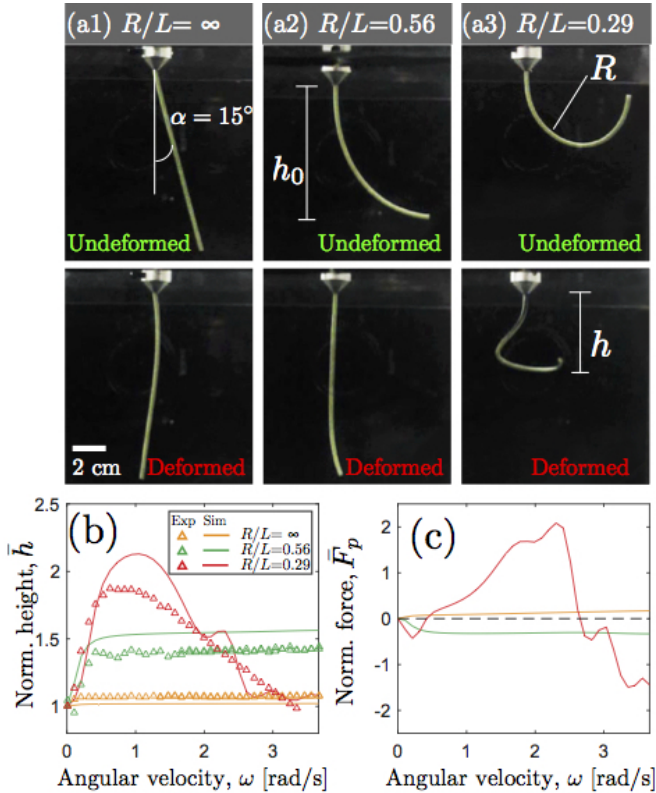 (a1) R/L= ∞
(a2) R/L=0.56
(a3) R/L=0.29
α = 15°
h₀
R
Undeformed
Undeformed
Undeformed
h
2 cm
Deformed
Deformed
Deformed
(b)
Exp Sim
R/L= ∞
R/L=0.56
R/L=0.29
2.5
2
1.5
1
0 1 2 3
Norm. height, h̄
Angular velocity, ω [rad/s]
(c)
2
1
0
-1
-2
0 1 2 3
Norm. force, F̄ₚ
Angular velocity, ω [rad/s]